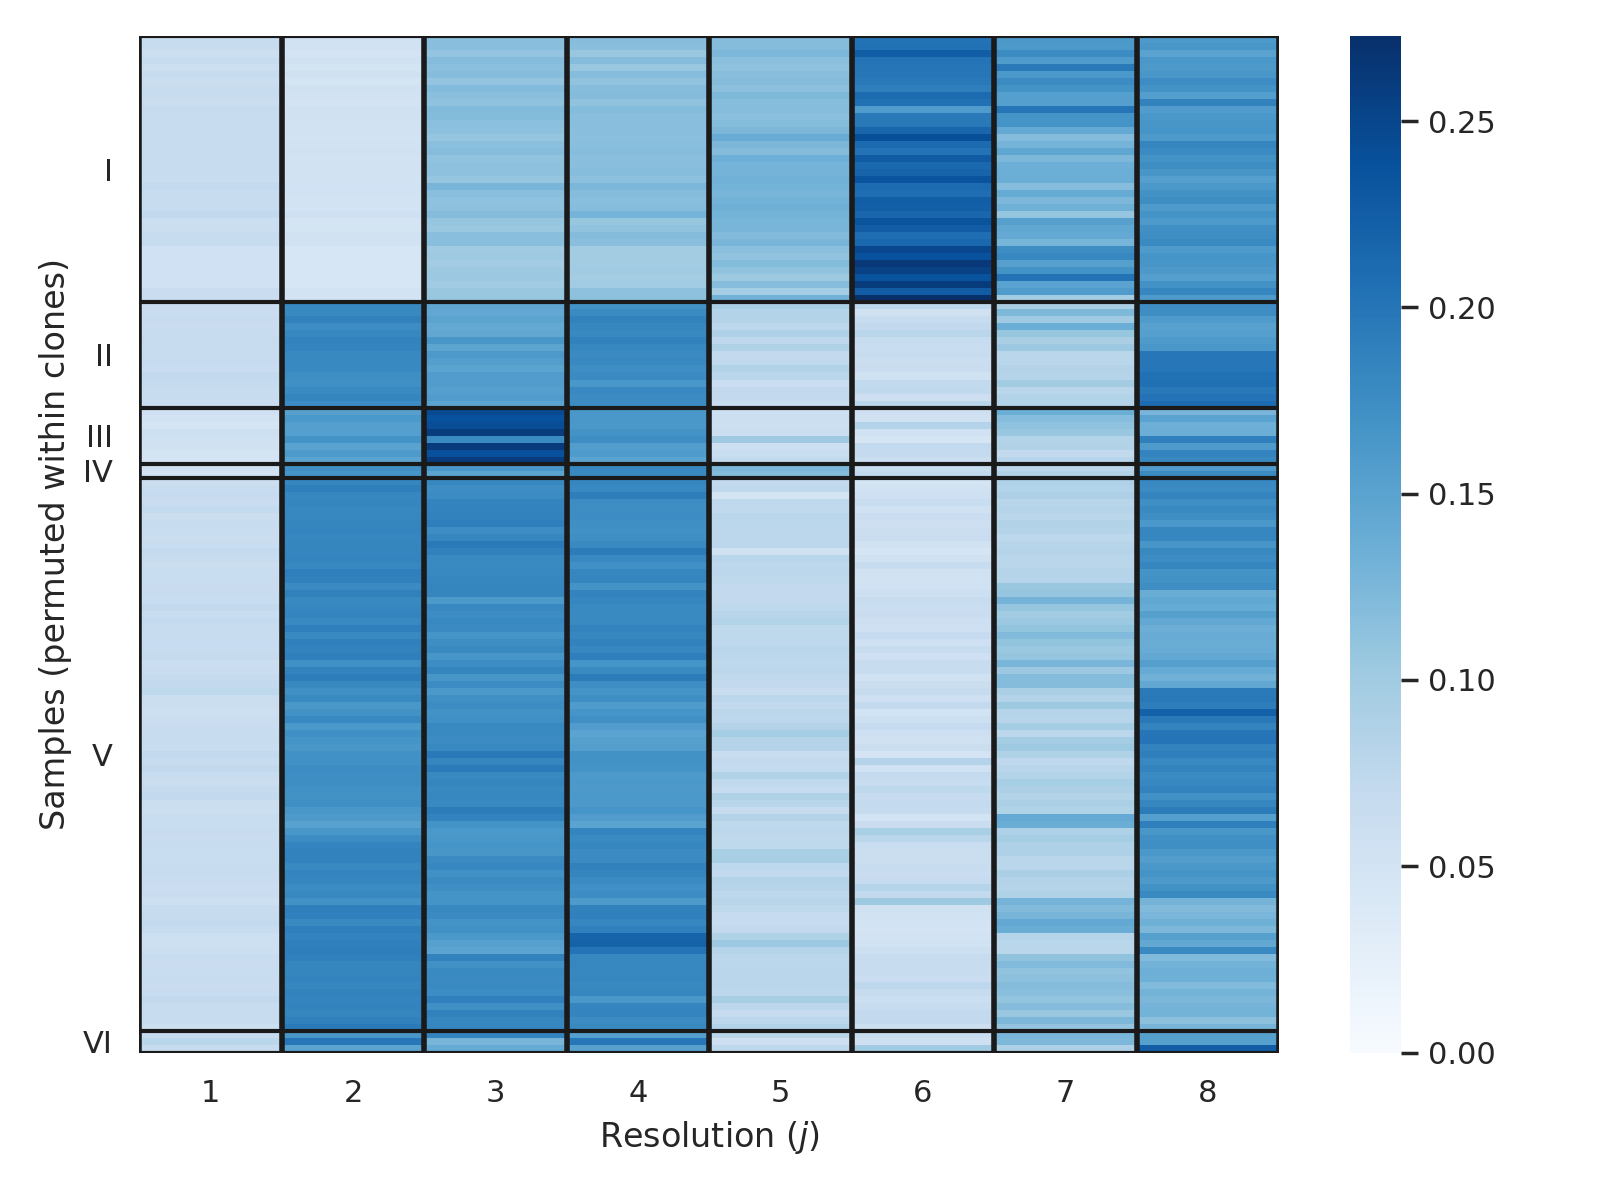 Samples (permuted within clones)
I
II
III
IV
V
VI
1 2 3 4 5 6 7 8
Resolution (j)
0.25
0.20
0.15
0.10
0.05
0.00